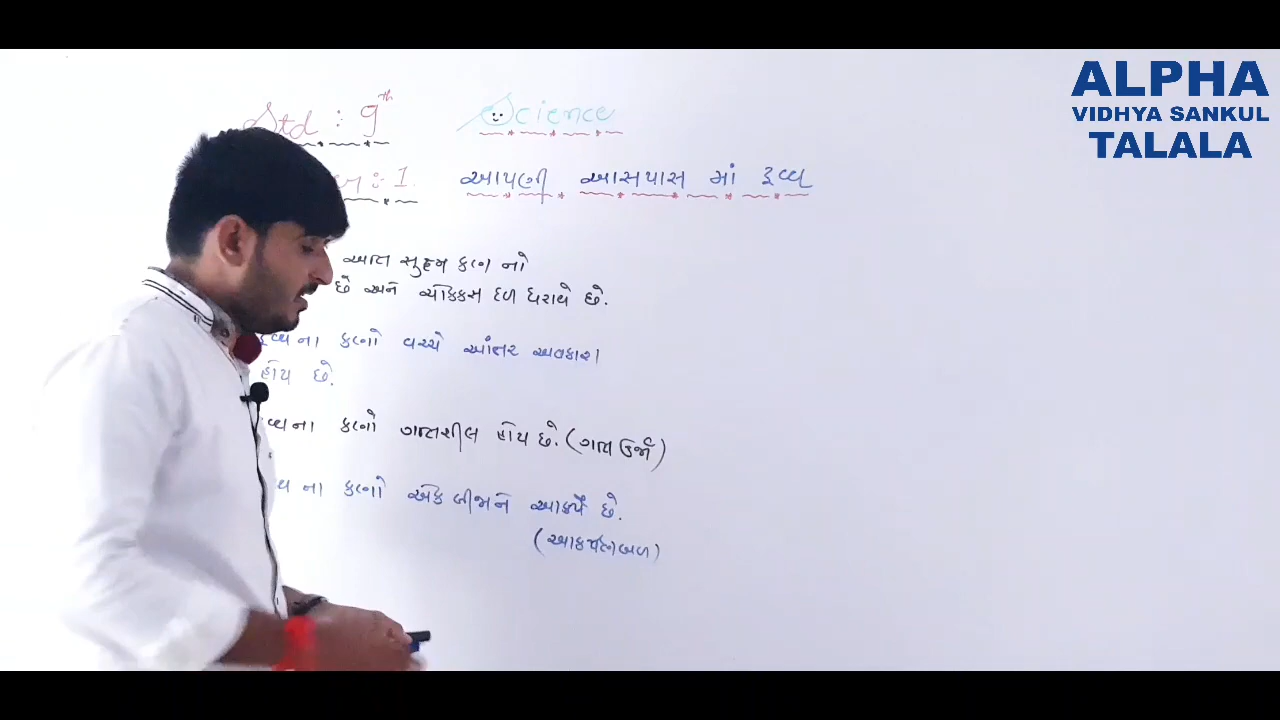 ALPHA
VIDHYA SANKUL
TALALA
Std : 9th Science
: 1. આપણી આસપાસ માં દ્રવ્ય
સુક્ષ્મ કણ નો
છે અને ચોક્કસ દળ ધરાવે છે.
દ્રવ્ય ના કણો વચ્ચે આંતર અવકાશ
હોય છે.
ના કણો ગતિશીલ હોય છે. (ગતિ ઉર્જા)
ના કણો એક બીજાને આકર્ષે છે.
(આકર્ષણબળ)